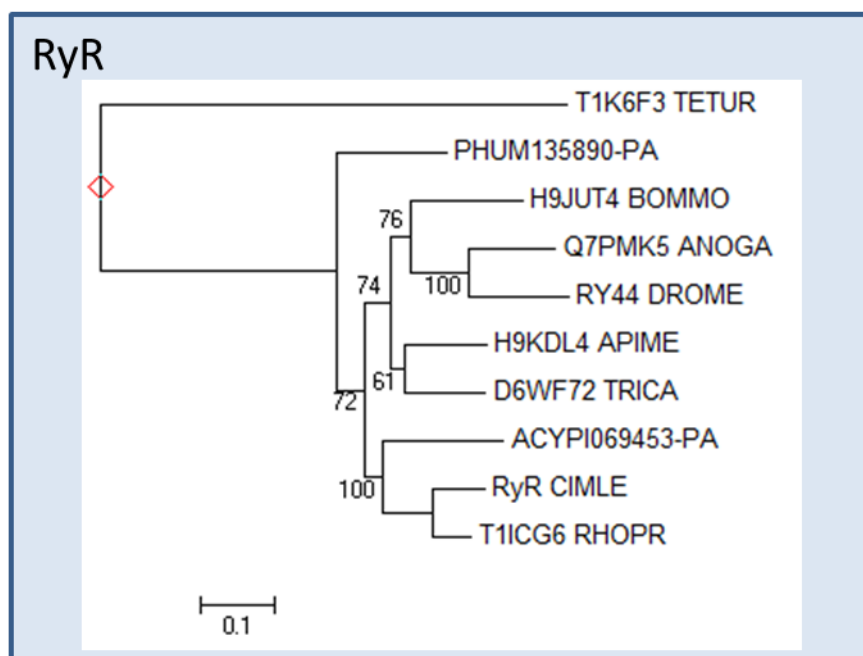 RyR
T1K6F3 TETUR
PHUM135890-PA
H9JUT4 BOMMO
76
Q7PMK5 ANOGA
100
RY44 DROME
74
H9KDL4 APIME
61
D6WF72 TRICA
72
ACYPI069453-PA
100
RyR CIMLE
T1ICG6 RHOPR
0.1